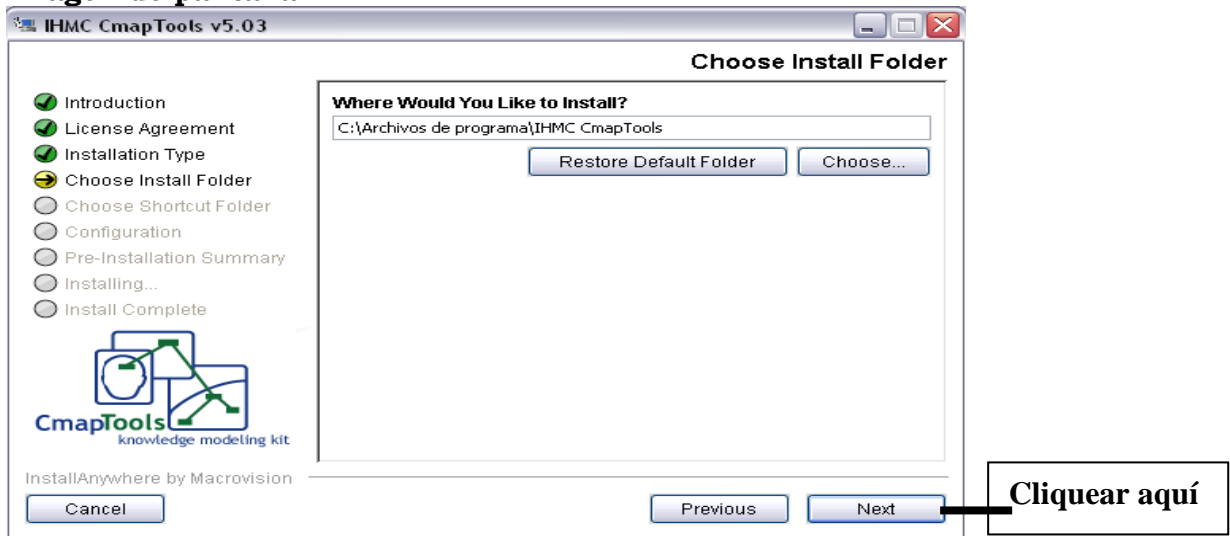 IHMC CmapTools v5.03
Choose Install Folder
Introduction
License Agreement
Installation Type
Choose Install Folder
Choose Shortcut Folder
Configuration
Pre-Installation Summary
Installing...
Install Complete
Where Would You Like to Install?
C:\Archivos de programa\IHMC CmapTools
Restore Default Folder
Choose...
CmapTools
knowledge modeling kit
InstallAnywhere by Macrovision
Cancel
Previous
Next
Cliquear aquí